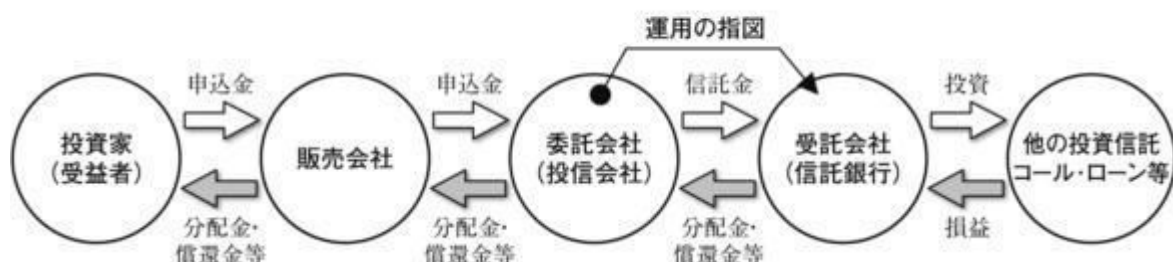 運用の指図
申込金
申込金
信託金
投資
投資家
(受益者)
販売会社
委託会社
(投信会社)
受託会社
(信託銀行)
他の投資信託
コール・ローン等
分配金・
償還金等
分配金・
償還金等
分配金・
償還金等
損益